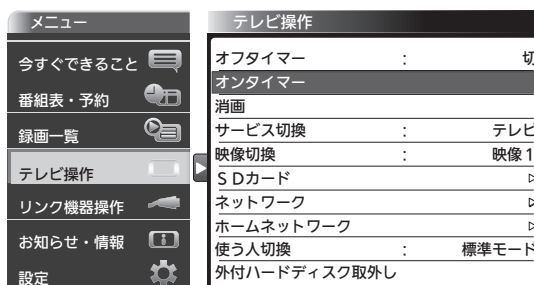 メニュー
今すぐできること
番組表・予約
録画一覧
テレビ操作
リンク機器操作
お知らせ・情報
設定
テレビ操作
オフタイマー : 切
オンタイマー
消画
サービス切換 : テレビ
映像切換 : 映像1
SDカード
ネットワーク
ホームネットワーク
使う人切換 : 標準モード
外付ハードディスク取外し